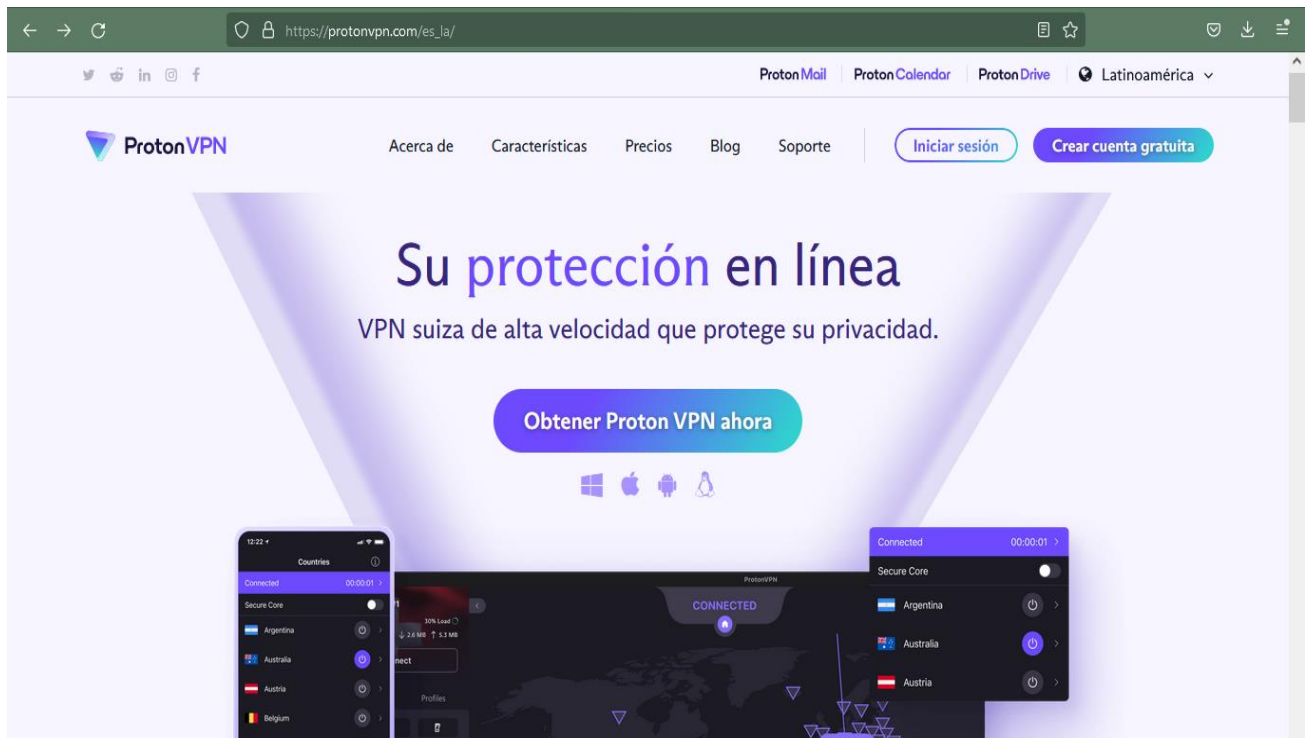 https://protonvpn.com/es_la/
Proton Mail Proton Calendar Proton Drive Latinoamérica
Proton VPN Acerca de Características Precios Blog Soporte Iniciar sesión Crear cuenta gratuita
Su protección en línea
VPN suiza de alta velocidad que protege su privacidad.
Obtener Proton VPN ahora
12:22
Countries
Connected 00:00:01
Secure Core
Argentina
Australia
Austria
Belgium
ProtonVPN
30% Load
2.6 MB 5.3 MB
nect
Profiles
CONNECTED
Connected 00:00:01
Secure Core
Argentina
Australia
Austria